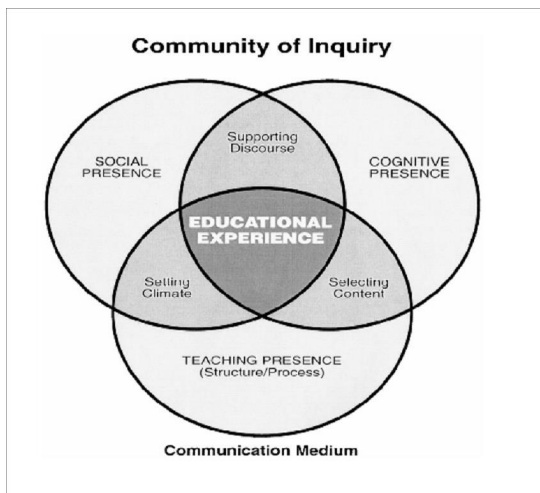 Community of Inquiry
Supporting
Discourse
SOCIAL
PRESENCE
COGNITIVE
PRESENCE
EDUCATIONAL
EXPERIENCE
Setting
Climate
Selecting
Content
TEACHING PRESENCE
(Structure/Process)
Communication Medium